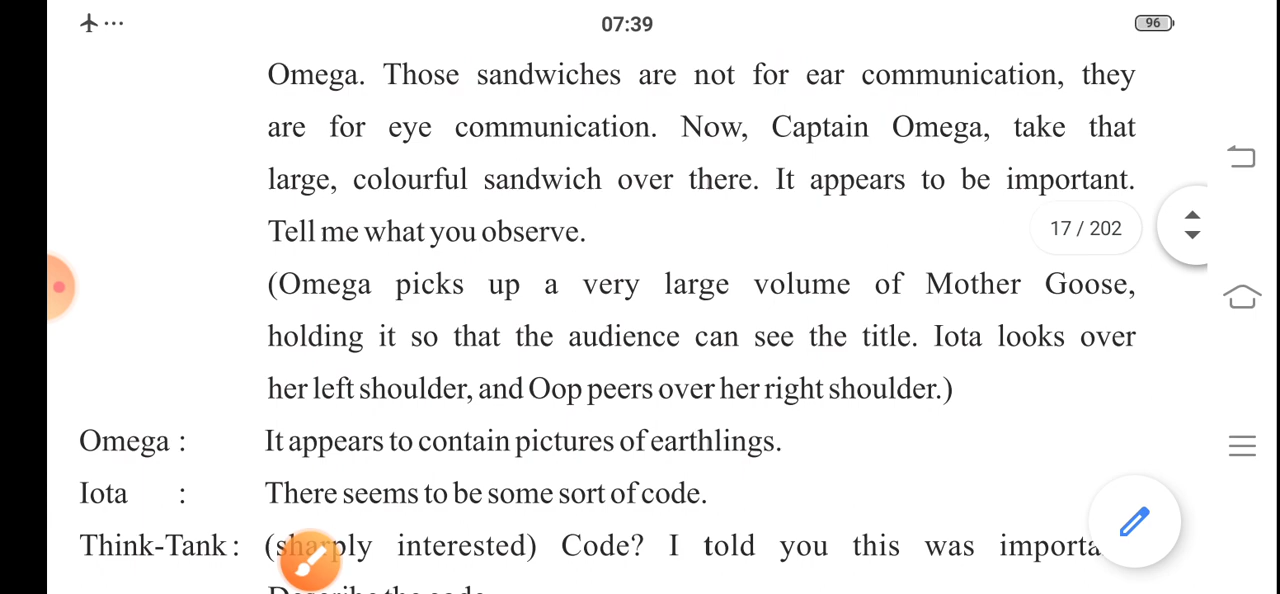 07:39
96
Omega. Those sandwiches are not for ear communication, they
are for eye communication. Now, Captain Omega, take that
large, colourful sandwich over there. It appears to be important.
Tell me what you observe.
17 / 202
(Omega picks up a very large volume of Mother Goose,
holding it so that the audience can see the title. Iota looks over
her left shoulder, and Oop peers over her right shoulder.)
Omega : It appears to contain pictures of earthlings.
Iota : There seems to be some sort of code.
Think-Tank : (sharply interested) Code? I told you this was
Describe the code.